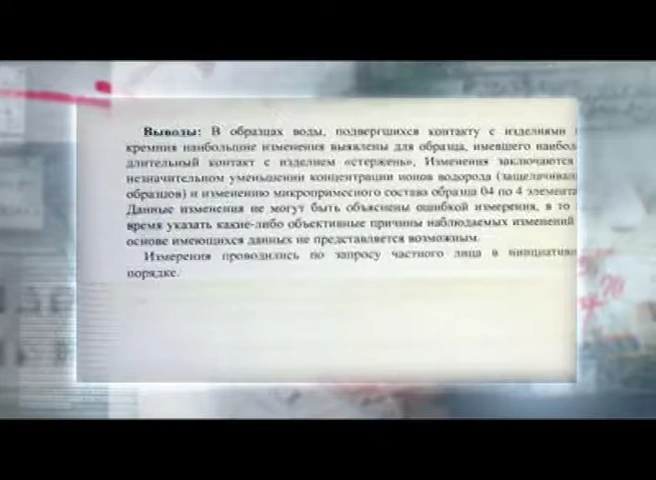 Выводы: В образцах воды, подвергшихся контакту с изделиями
кремния наибольшие изменения выявлены для образца, имевшего наибол
длительный контакт с изделием «стержень». Изменения заключаются
незначительном уменьшении концентрации ионов водорода (защелачиван
образцов) и изменению микропримесного состава образца 04 по 4 элемента
Данные изменения не могут быть объяснены ошибкой измерения, в то
время указать какие-либо объективные причины наблюдаемых изменений
основе имеющихся данных не представляется возможным.
Измерения проводились по запросу частного лица в инициативн
порядке.